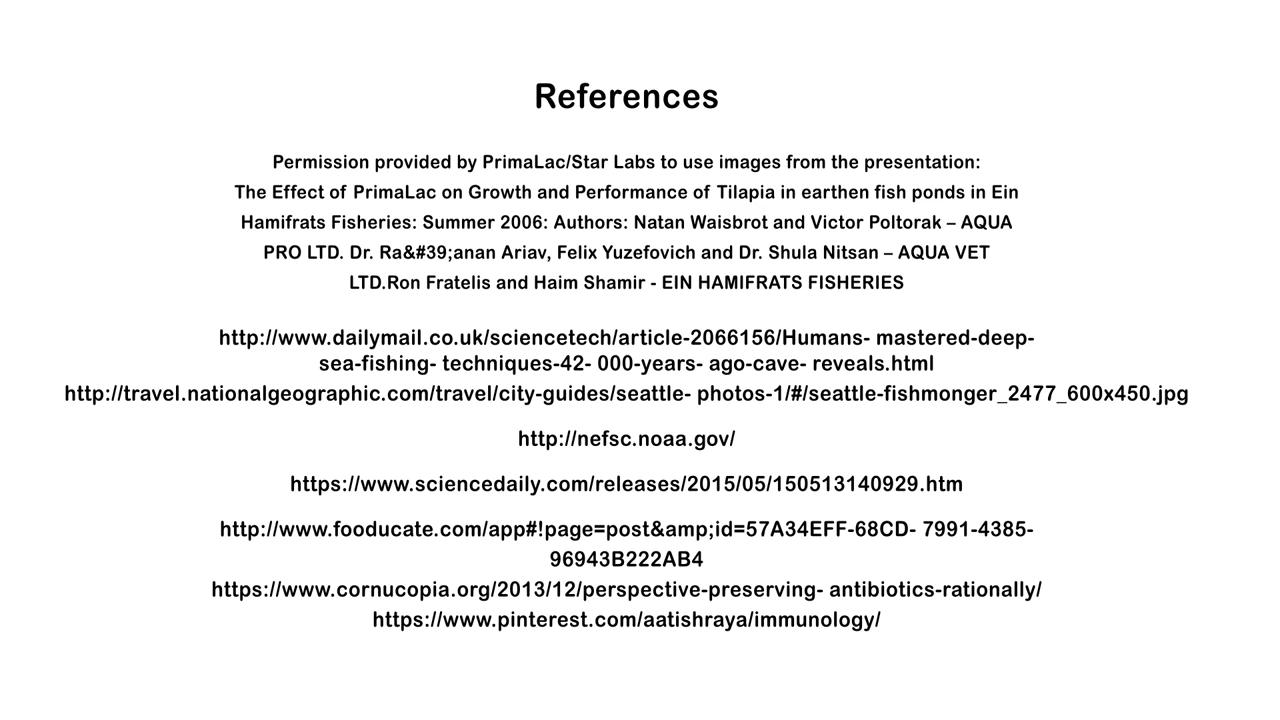 References
Permission provided by PrimaLac/Star Labs to use images from the presentation:
The Effect of PrimaLac on Growth and Performance of Tilapia in earthen fish ponds in Ein
Hamifrats Fisheries: Summer 2006: Authors: Natan Waisbrot and Victor Poltorak – AQUA
PRO LTD. Dr. Ra&#39;anan Ariav, Felix Yuzefovich and Dr. Shula Nitsan – AQUA VET
LTD.Ron Fratelis and Haim Shamir - EIN HAMIFRATS FISHERIES
http://www.dailymail.co.uk/sciencetech/article-2066156/Humans- mastered-deep-
sea-fishing- techniques-42- 000-years- ago-cave- reveals.html
http://travel.nationalgeographic.com/travel/city-guides/seattle- photos-1/#/seattle-fishmonger_2477_600x450.jpg
http://nefsc.noaa.gov/
https://www.sciencedaily.com/releases/2015/05/150513140929.htm
http://www.fooducate.com/app#!page=post&amp;id=57A34EFF-68CD- 7991-4385-
96943B222AB4
https://www.cornucopia.org/2013/12/perspective-preserving- antibiotics-rationally/
https://www.pinterest.com/aatishraya/immunology/